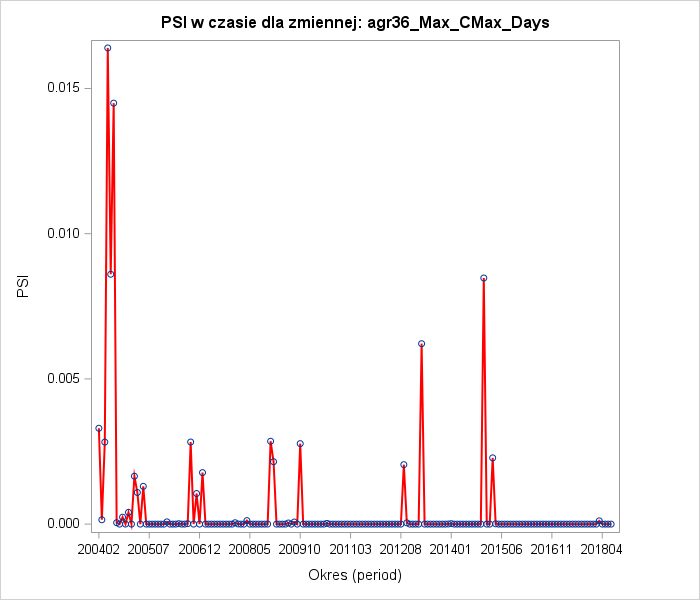 PSI w czasie dla zmiennej: agr36_Max_CMax_Days
0.015
0.010
0.005
0.000
PSI
200402 200507 200612 200805 200910 201103 201208 201401 201506 201611 201804
Okres (period)